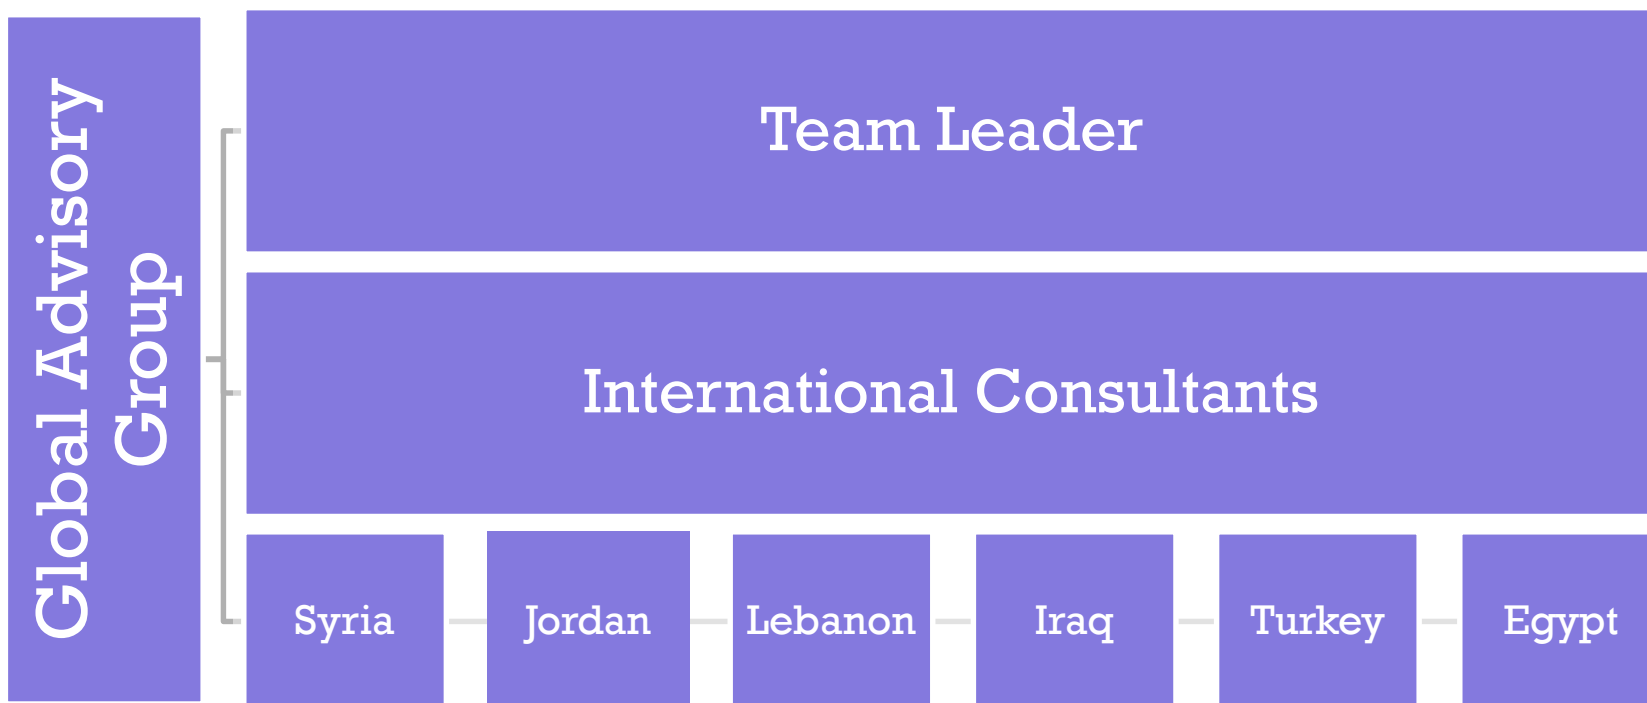 Global Advisory
Group
Team Leader
International Consultants
Syria
Jordan
Lebanon
Iraq
Turkey
Egypt